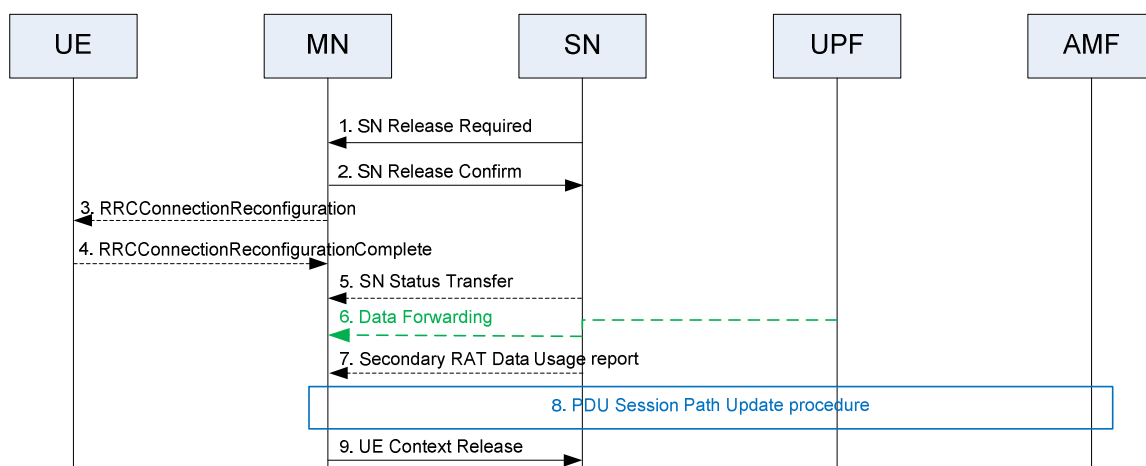 UE
MN
SN
UPF
AMF
1. SN Release Required
2. SN Release Confirm
3. RRCConnectionReconfiguration
4. RRCConnectionReconfigurationComplete
5. SN Status Transfer
6. Data Forwarding
7. Secondary RAT Data Usage report
8. PDU Session Path Update procedure
9. UE Context Release